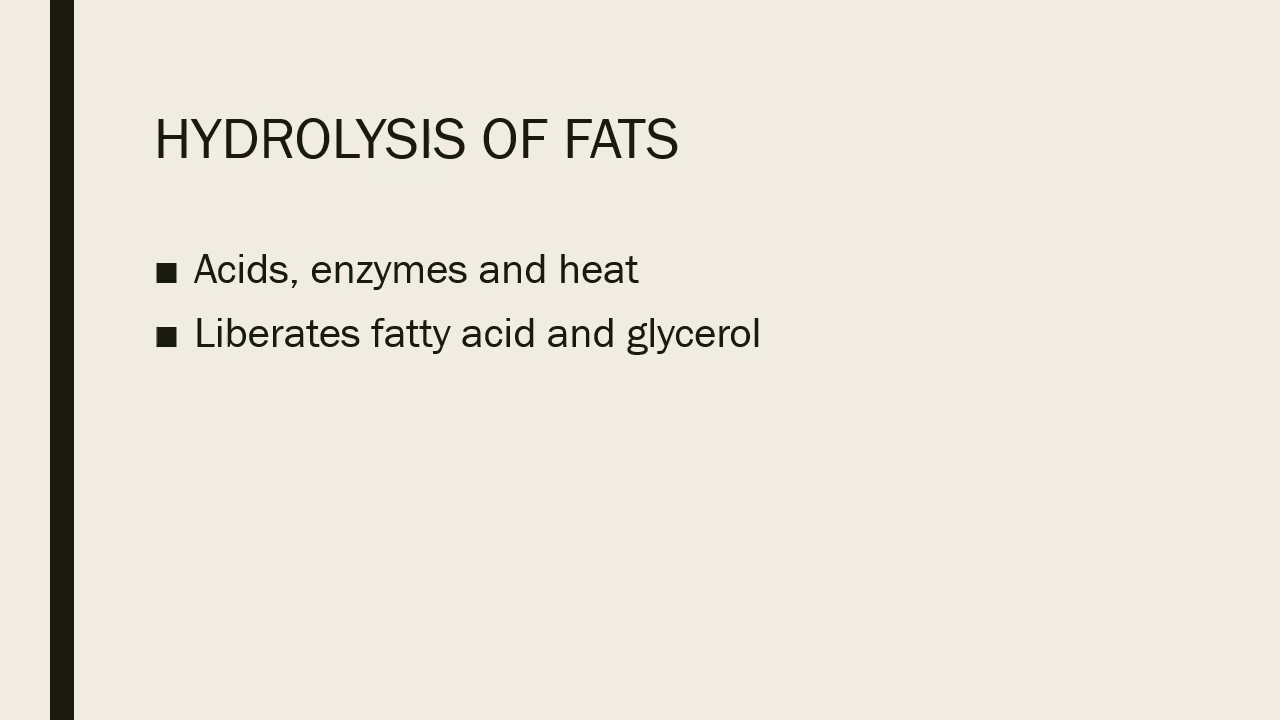 HYDROLYSIS OF FATS
■ Acids, enzymes and heat
■ Liberates fatty acid and glycerol